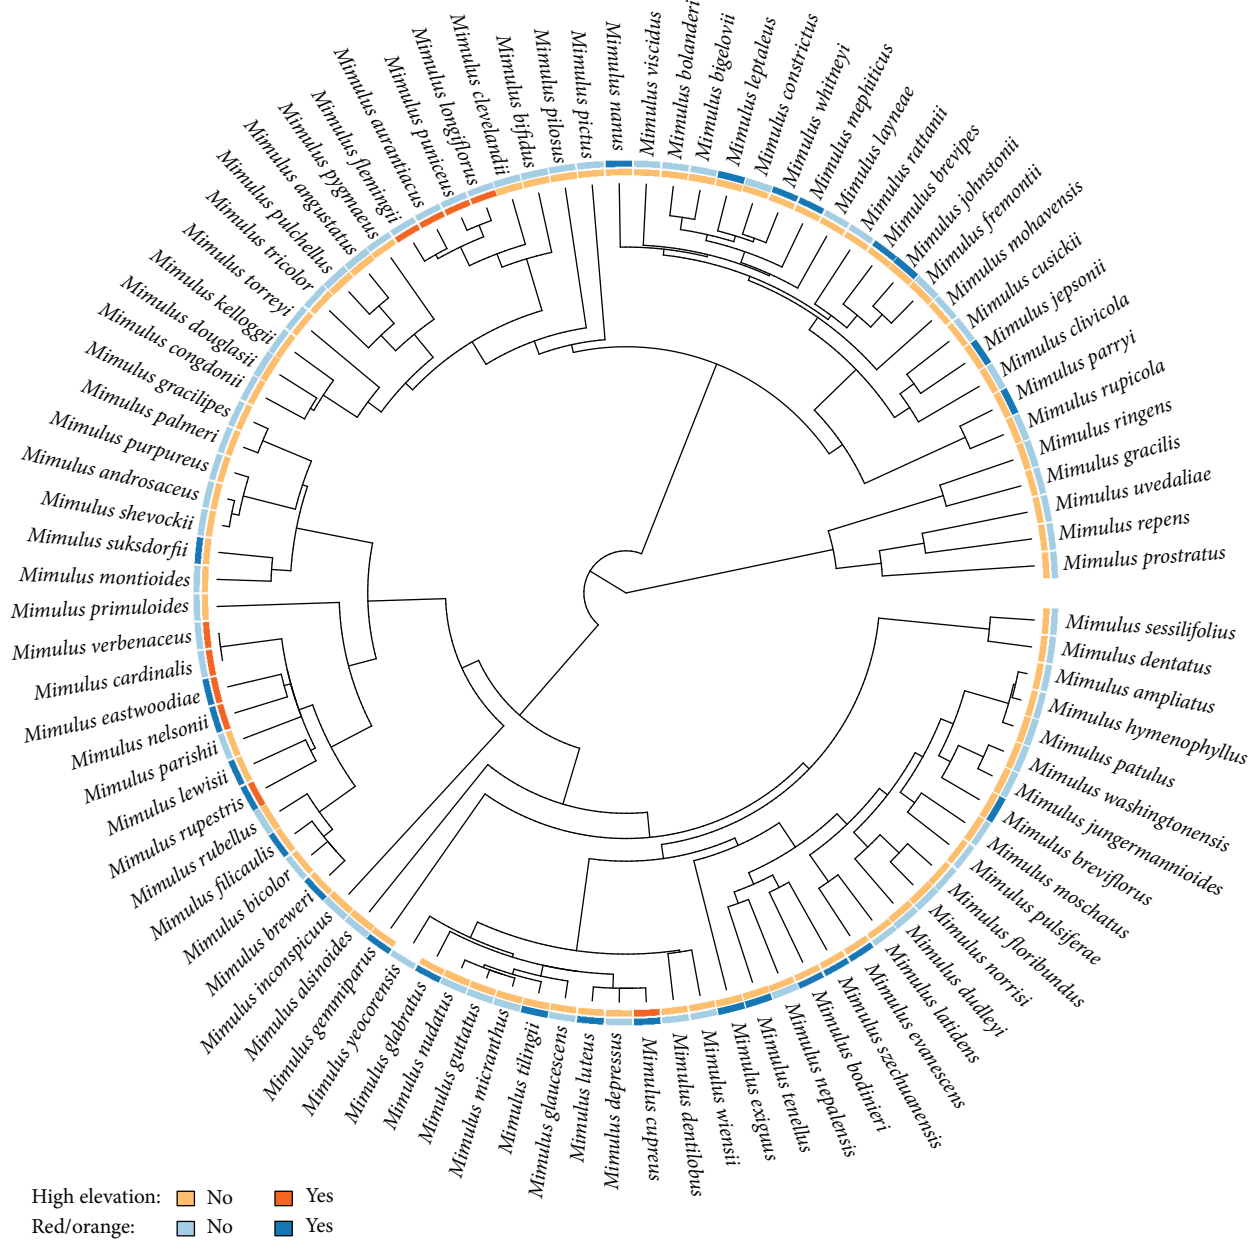 Mimulus nanus
Mimulus viscidus
Mimulus bolanderi
Mimulus bigelovii
Mimulus leptaleus
Mimulus constrictus
Mimulus whitneyi
Mimulus nephiticus
Mimulus layneae
Mimulus rattanii
Mimulus brevipes
Mimulus johnstonii
Mimulus fremontii
Mimulus mohavensis
Mimulus cusickii
Mimulus jepsonii
Mimulus clivicola
Mimulus parryi
Mimulus rupicola
Mimulus ringens
Mimulus gracilis
Mimulus uvedaliae
Mimulus repens
Mimulus prostratus
Mimulus sessilifolius
Mimulus dentatus
Mimulus ampliatus
Mimulus hymenophyllus
Mimulus patulus
Mimulus washingtonensis
Mimulus jungermannioides
Mimulus breviflorus
Mimulus moschatus
Mimulus pulsiferae
Mimulus floribundus
Mimulus norrisi
Mimulus dudleyi
Mimulus latidens
Mimulus evanescens
Mimulus szechuanensis
Mimulus bodinieri
Mimulus nepalensis
Mimulus tenellus
Mimulus exiguus
Mimulus wiensii
Mimulus dentilobus
Mimulus cupreus
Mimulus depressus
Mimulus luteus
Mimulus glaucescens
Mimulus tilingii
Mimulus micranthus
Mimulus guttatus
Mimulus nudatus
Mimulus glabratus
Mimulus yeocorensis
Mimulus gemmiparus
Mimulus alsinoides
Mimulus inconspicuus
Mimulus breweri
Mimulus bicolor
Mimulus filicaulis
Mimulus rubellus
Mimulus rupestris
Mimulus lewisii
Mimulus parishii
Mimulus nelsonii
Mimulus eastwoodiae
Mimulus cardinalis
Mimulus verbenaceus
Mimulus primuloides
Mimulus montioides
Mimulus suksdorfii
Mimulus shevockii
Mimulus androsaceus
Mimulus purpureus
Mimulus palmeri
Mimulus gracilipes
Mimulus congdonii
Mimulus douglasii
Mimulus kelloggii
Mimulus torreyi
Mimulus tricolor
Mimulus pulchellus
Mimulus angustatus
Mimulus pygmaeus
Mimulus flemingii
Mimulus aurantiacus
Mimulus puniceus
Mimulus longiflorus
Mimulus clevelandii
Mimulus bifidus
Mimulus pilosus
Mimulus pictus
High elevation: No Yes
Red/orange: No Yes